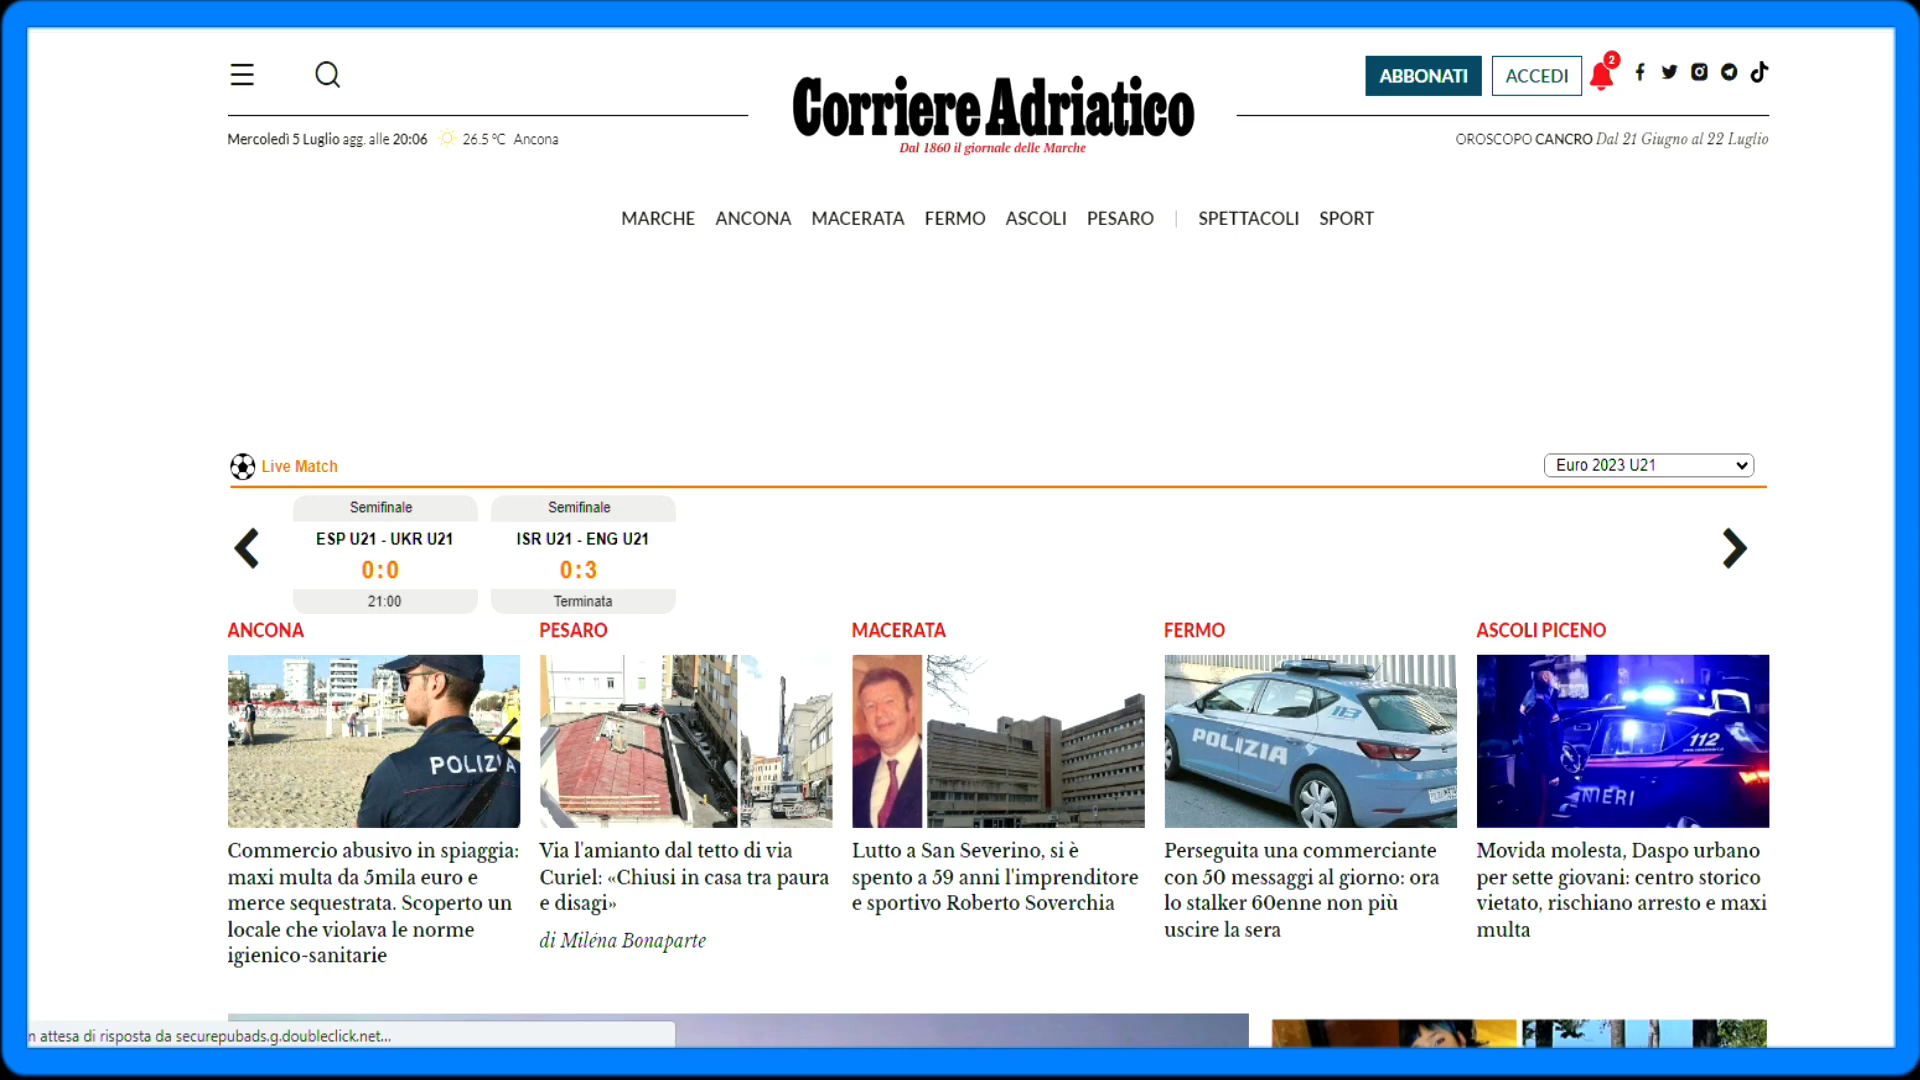 ABBONATI
ACCEDI
2
Corriere Adriatico
Dal 1860 il giornale delle Marche
Mercoledì 5 Luglio agg. alle 20:06 26.5 °C Ancona
OROSCOPO CANCRO Dal 21 Giugno al 22 Luglio
MARCHE ANCONA MACERATA FERMO ASCOLI PESARO | SPETTACOLI SPORT
Live Match
Euro 2023 U21
Semifinale
ESP U21 - UKR U21
0:0
21:00
Semifinale
ISR U21 - ENG U21
0:3
Terminata
ANCONA
POLIZIA
Commercio abusivo in spiaggia:
maxi multa da 5mila euro e
merce sequestrata. Scoperto un
locale che violava le norme
igienico-sanitarie
PESARO
Via l'amianto dal tetto di via
Curiel: «Chiusi in casa tra paura
e disagi»
di Miléna Bonaparte
MACERATA
Lutto a San Severino, si è
spento a 59 anni l'imprenditore
e sportivo Roberto Soverchia
FERMO
113
POLIZIA
Perseguita una commerciante
con 50 messaggi al giorno: ora
lo stalker 60enne non più
uscire la sera
ASCOLI PICENO
112
NIERI
Movida molesta, Daspo urbano
per sette giovani: centro storico
vietato, rischiano arresto e maxi
multa
n attesa di risposta da securepubads.g.doubleclick.net...